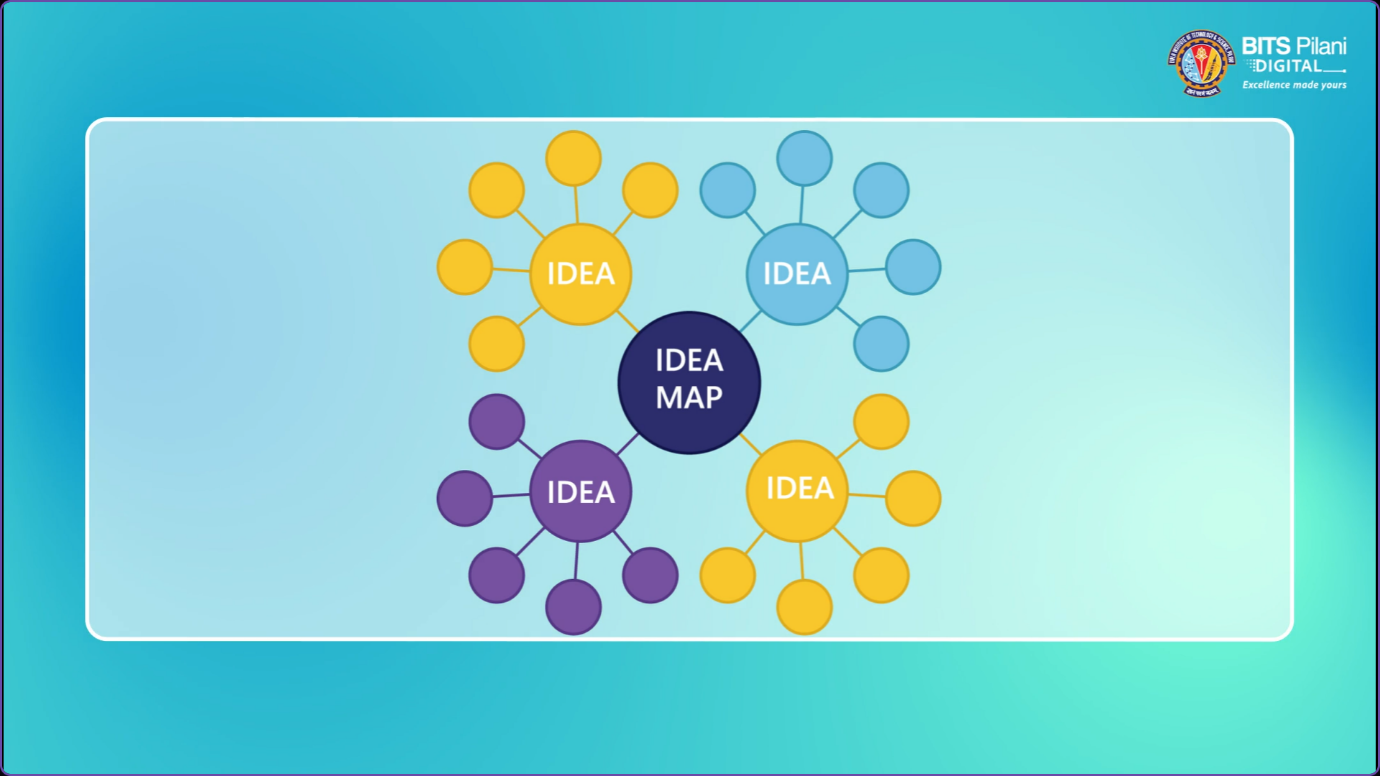 BITS Pilani
DIGITAL
Excellence made yours
IDEA
IDEA
IDEA
MAP
IDEA
IDEA